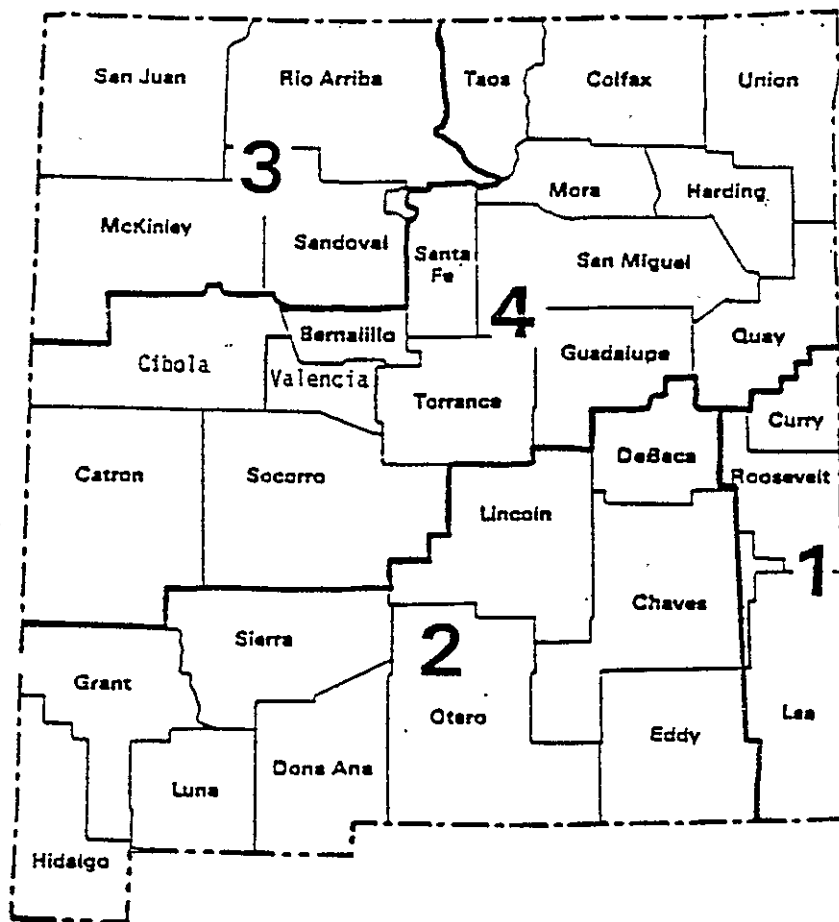 San Juan
Rio Arriba
Taos
Colfax
Union
3
Mora
Harding
McKinley
Sandoval
Santa
Fe
San Miguel
4
Bernalillo
Quay
Cibola
Guadalupe
Valencia
Torrance
Curry
DeBaca
Catron
Socorro
Roosevelt
Lincoln
1
Chaves
Sierra
2
Grant
Otero
Lea
Eddy
Dona Ana
Luna
Hidalgo